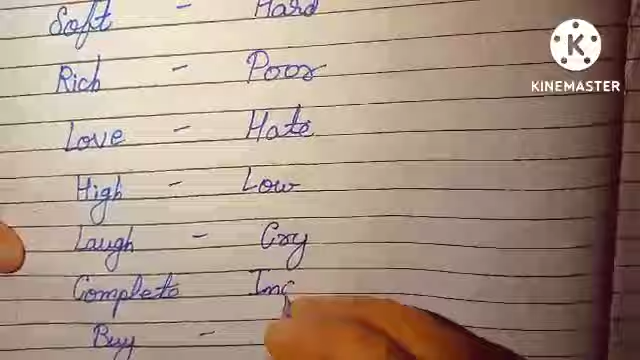 Soft - Hard
Rich - Poor
Love - Hate
High - Low
Laugh - Cry
Complete Inc
Buy -
K
KINEMASTER